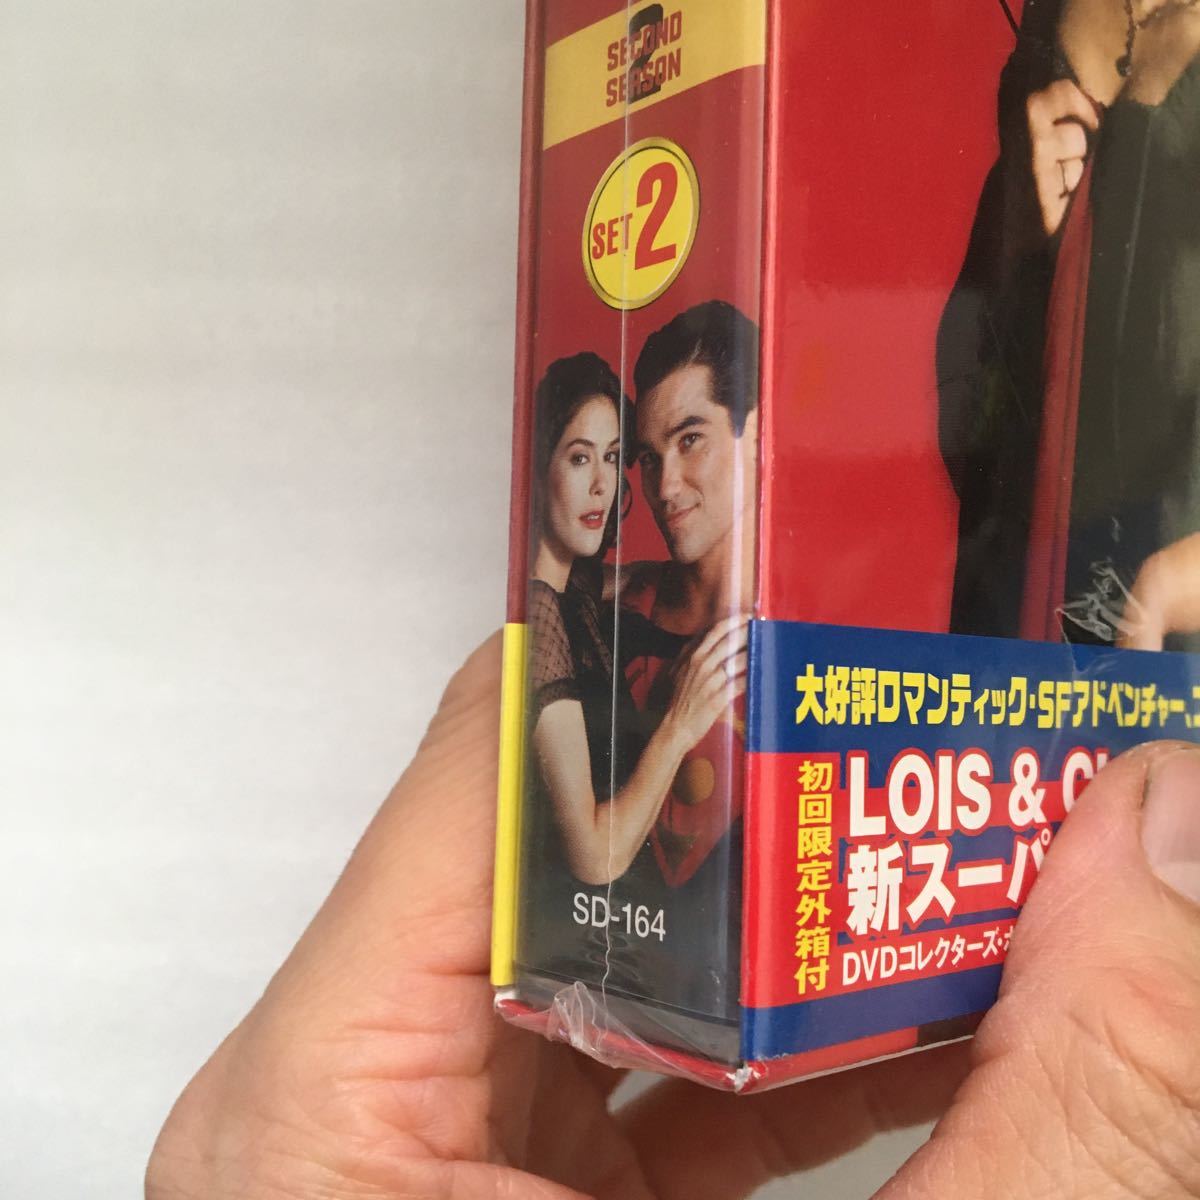 SECOND
2
SEASON
SET 2
SD-164
大好評ロマンティック・SFアドベンチャー、
初回限定外箱付
LOIS &
新スーパ
DVDコレクターズ・